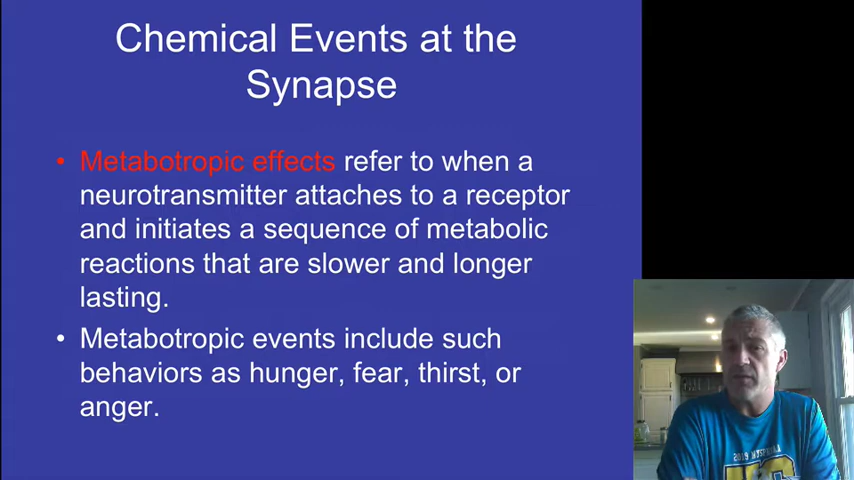 Chemical Events at the
Synapse
• Metabotropic effects refer to when a
neurotransmitter attaches to a receptor
and initiates a sequence of metabolic
reactions that are slower and longer
lasting.
• Metabotropic events include such
behaviors as hunger, fear, thirst, or
anger.